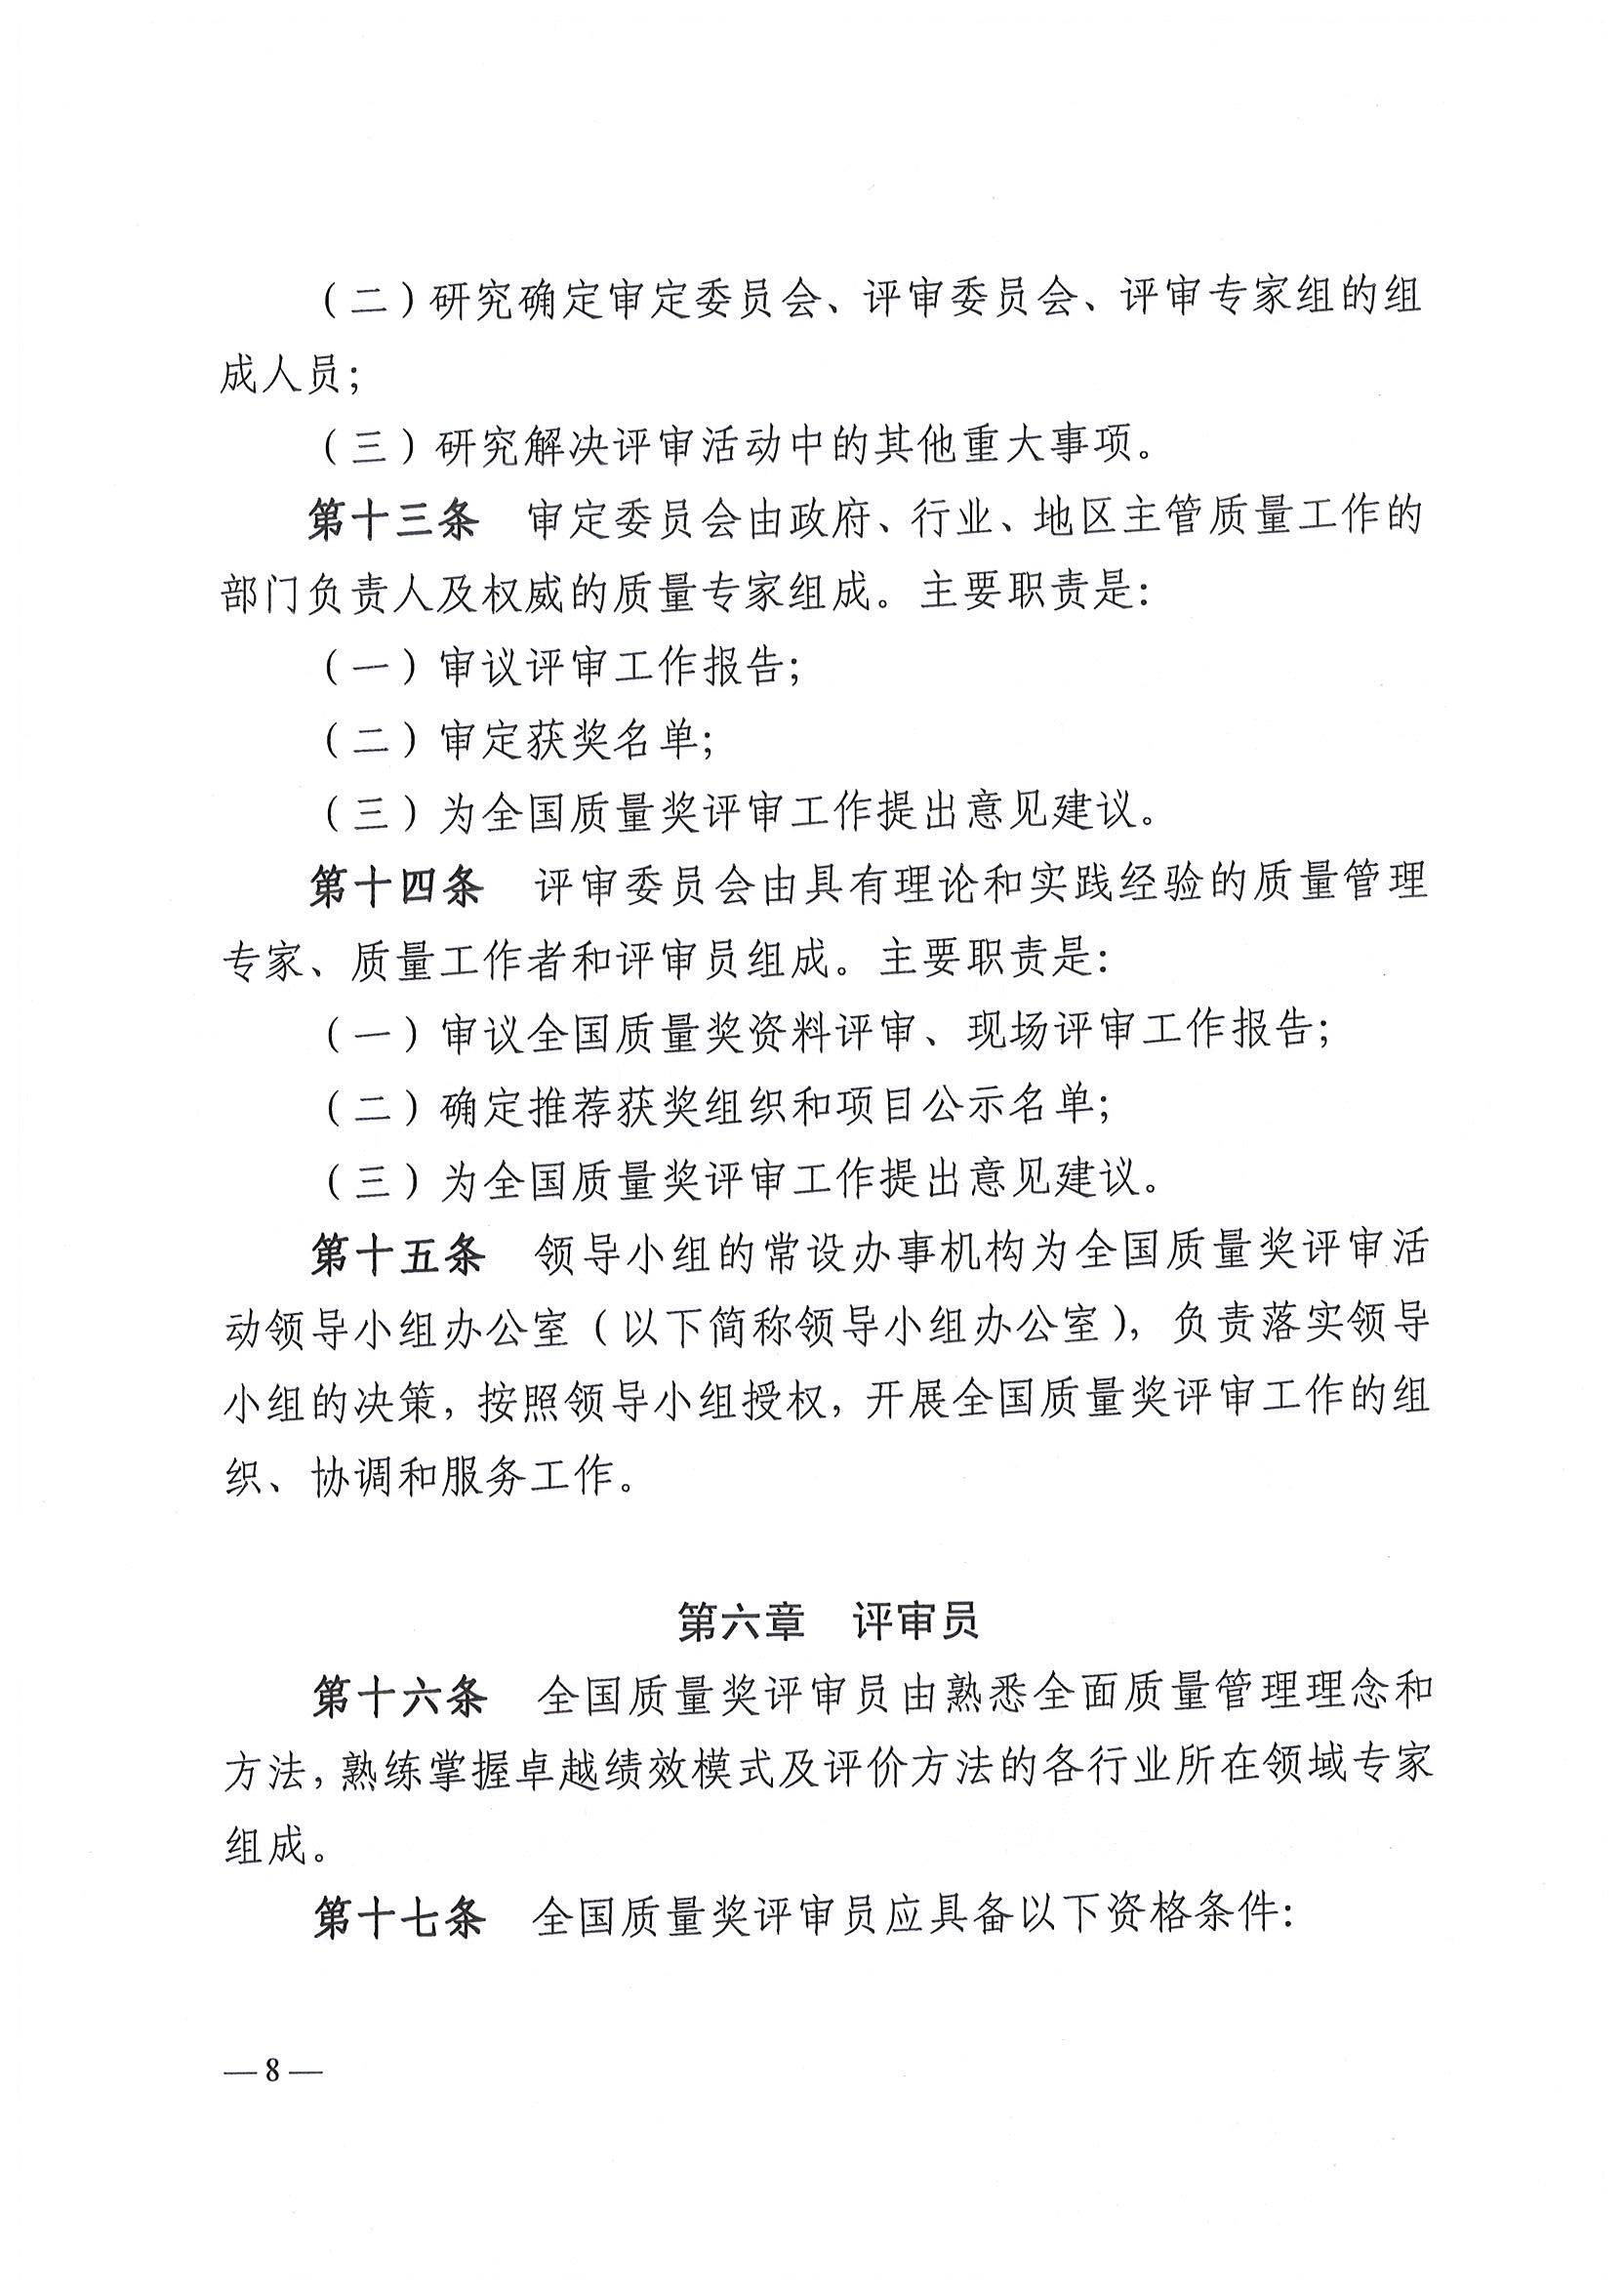 （二）研究确定审定委员会、评审委员会、评审专家组的组
成人员；
（三）研究解决评审活动中的其他重大事项。
第十三条　审定委员会由政府、行业、地区主管质量工作的
部门负责人及权威的质量专家组成。主要职责是：
（一）审议评审工作报告；
（二）审定获奖名单；
（三）为全国质量奖评审工作提出意见建议。
第十四条　评审委员会由具有理论和实践经验的质量管理
专家、质量工作者和评审员组成。主要职责是：
（一）审议全国质量奖资料评审、现场评审工作报告；
（二）确定推荐获奖组织和项目公示名单；
（三）为全国质量奖评审工作提出意见建议。
第十五条　领导小组的常设办事机构为全国质量奖评审活
动领导小组办公室（以下简称领导小组办公室），负责落实领导
小组的决策，按照领导小组授权，开展全国质量奖评审工作的组
织、协调和服务工作。
第六章　评审员
第十六条　全国质量奖评审员由熟悉全面质量管理理念和
方法，熟练掌握卓越绩效模式及评价方法的各行业所在领域专家
组成。
第十七条　全国质量奖评审员应具备以下资格条件：
— 8 —